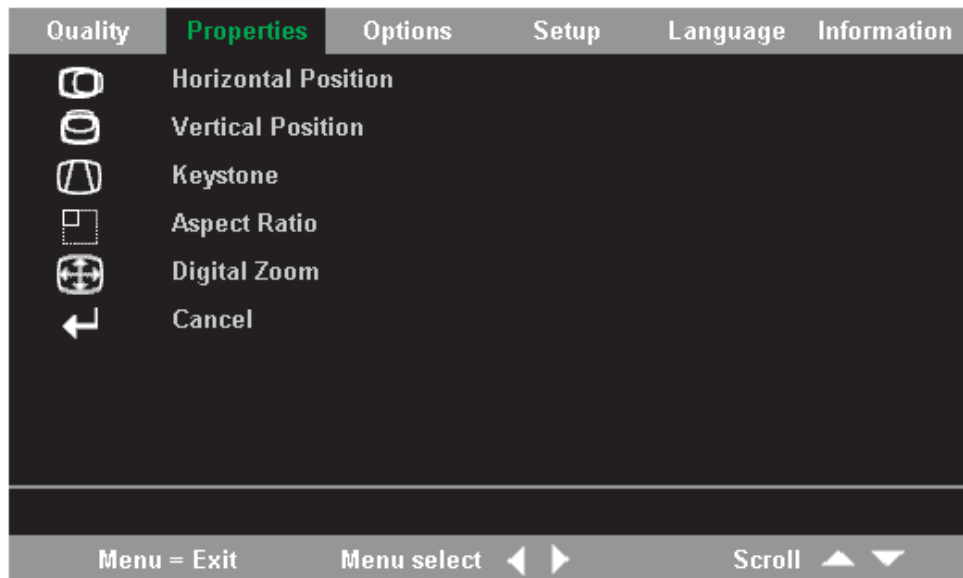 Quality Properties Options Setup Language Information
Horizontal Position
Vertical Position
Keystone
Aspect Ratio
Digital Zoom
Cancel
Menu = Exit Menu select Scroll